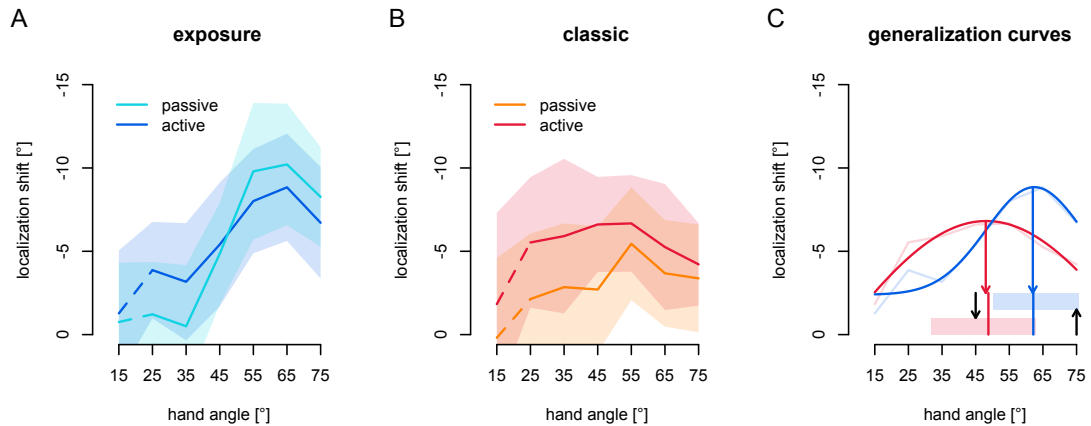 A
exposure
localization shift [°]
-15
-10
-5
0
passive
active
15 25 35 45 55 65 75
hand angle [°]
B
classic
localization shift [°]
-15
-10
-5
0
passive
active
15 25 35 45 55 65 75
hand angle [°]
C
generalization curves
localization shift [°]
-15
-10
-5
0
15 25 35 45 55 65 75
hand angle [°]